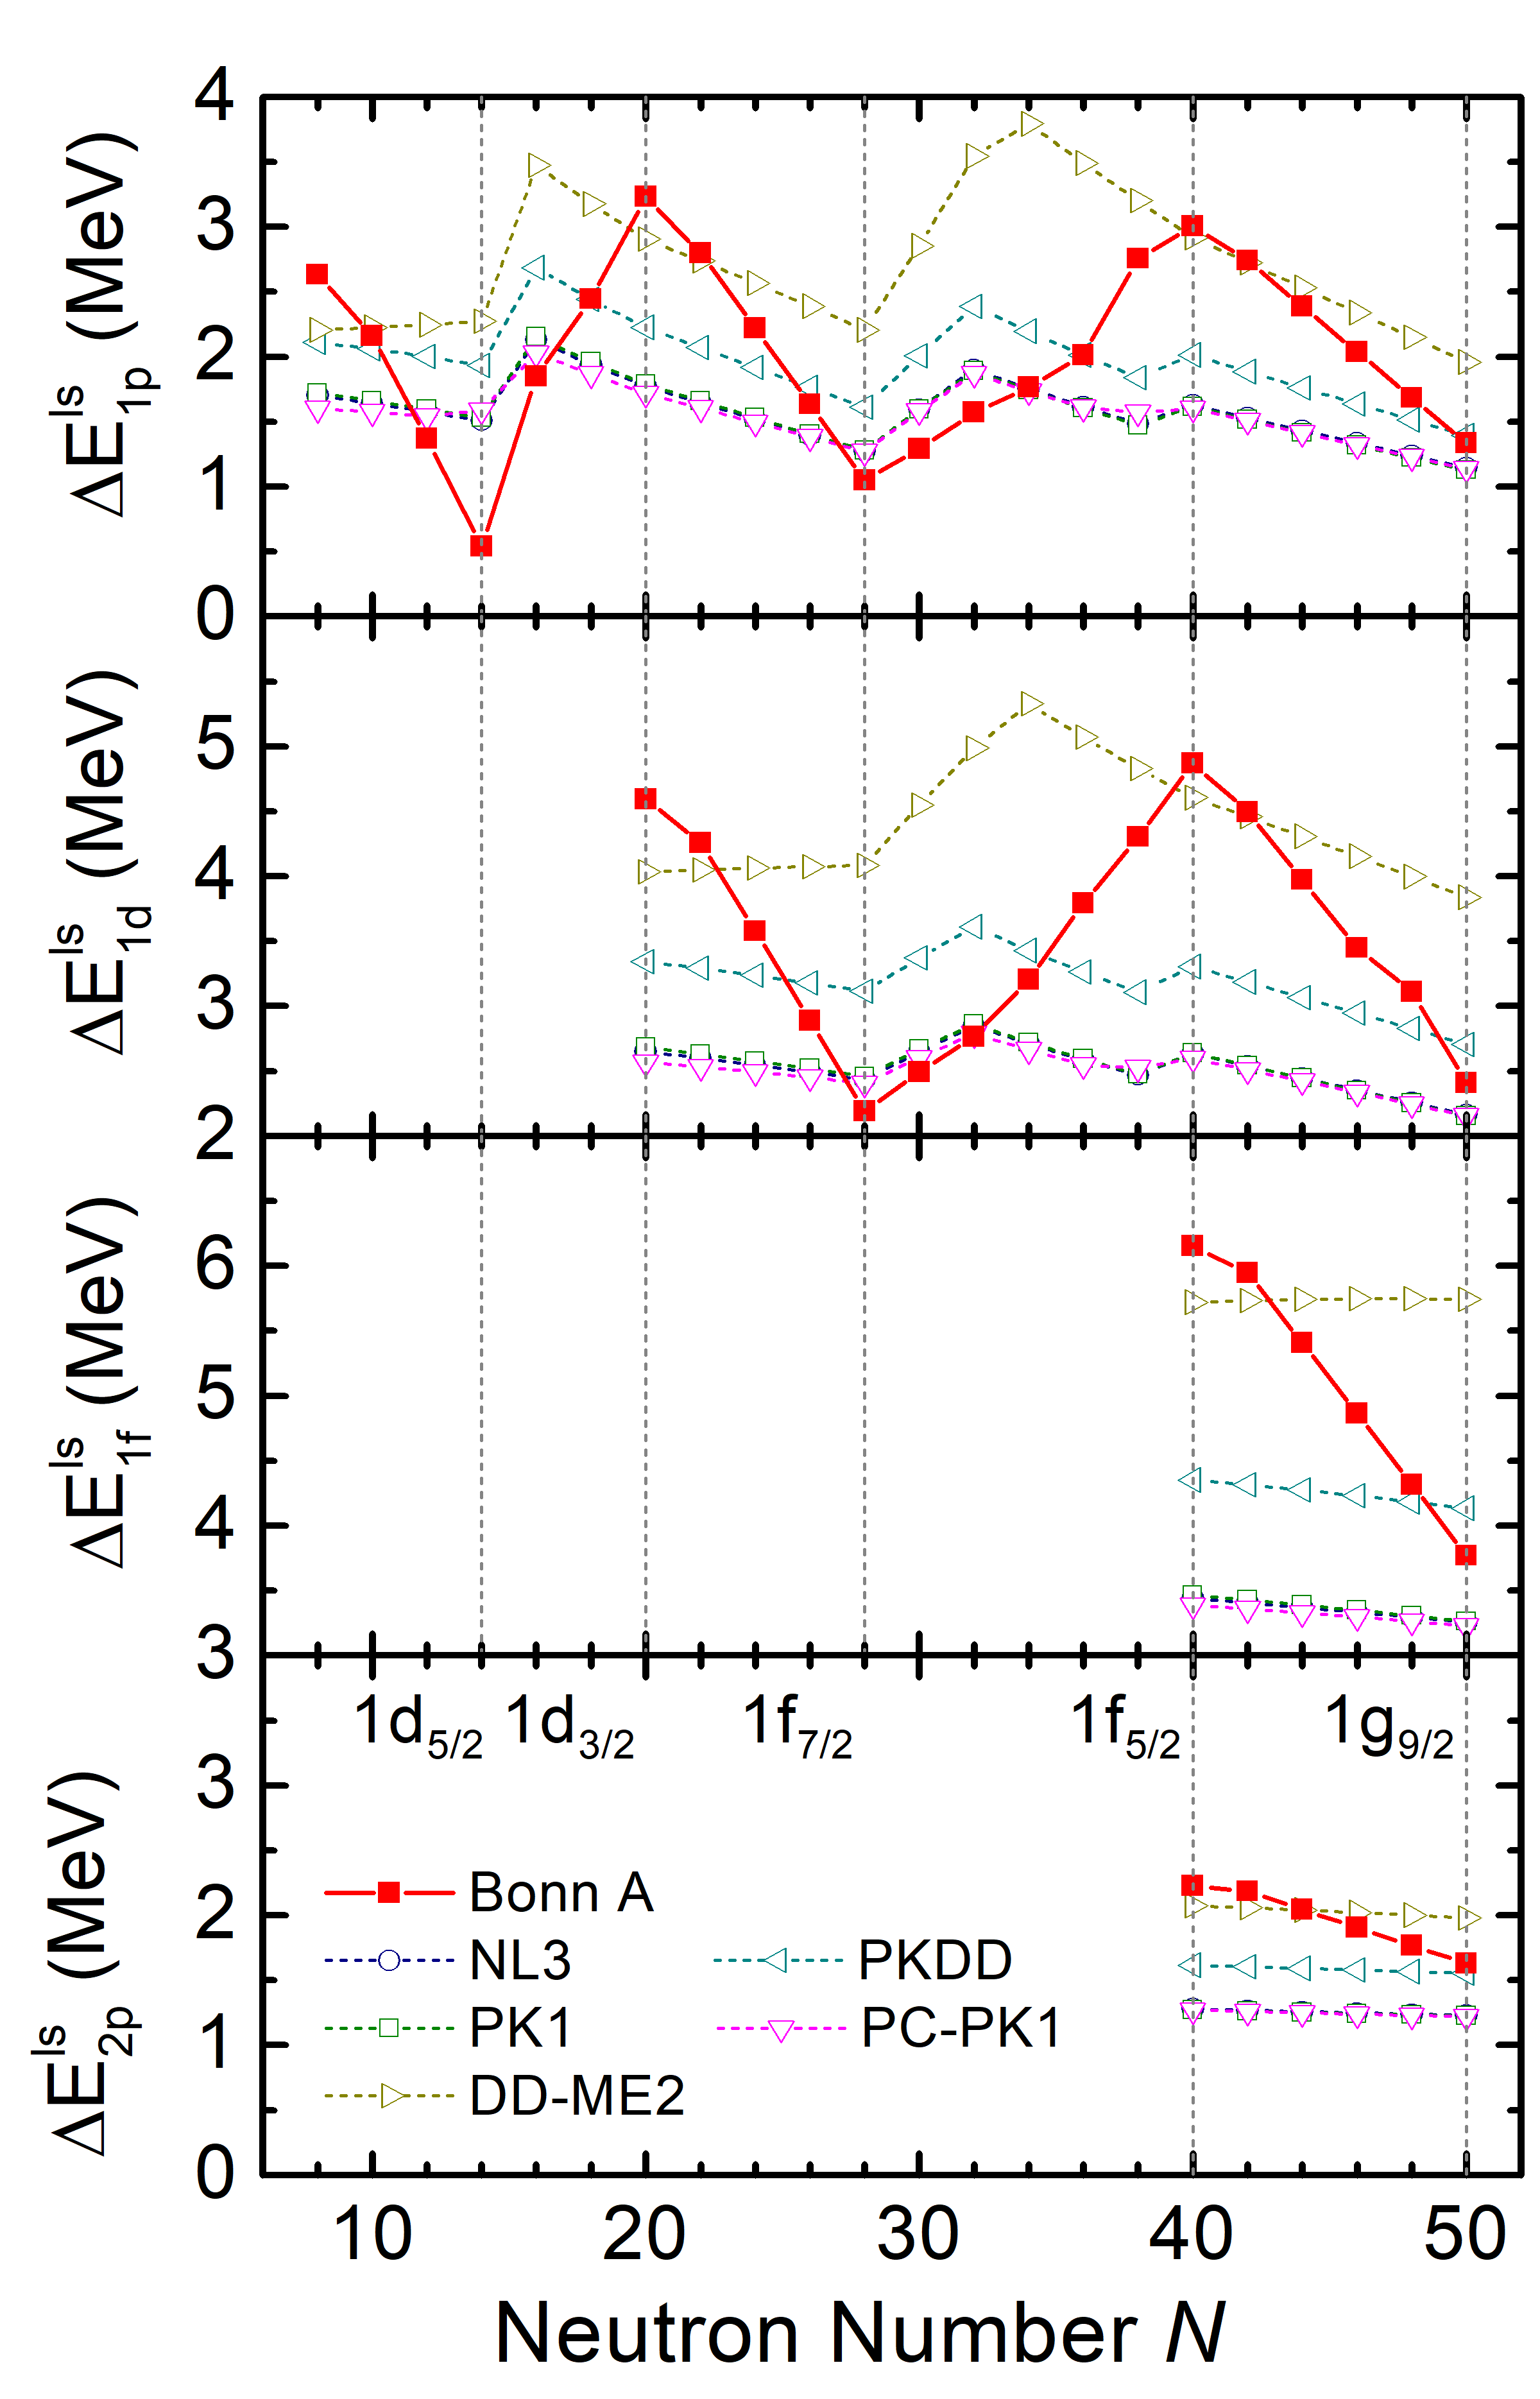 ΔE^ls_1p (MeV)
4
3
2
1
0
ΔE^ls_1d (MeV)
5
4
3
2
ΔE^ls_1f (MeV)
6
5
4
3
1d5/2 1d3/2 1f7/2 1f5/2 1g9/2
ΔE^ls_2p (MeV)
3
2
1
0
Bonn A
NL3 PKDD
PK1 PC-PK1
DD-ME2
10 20 30 40 50
Neutron Number N